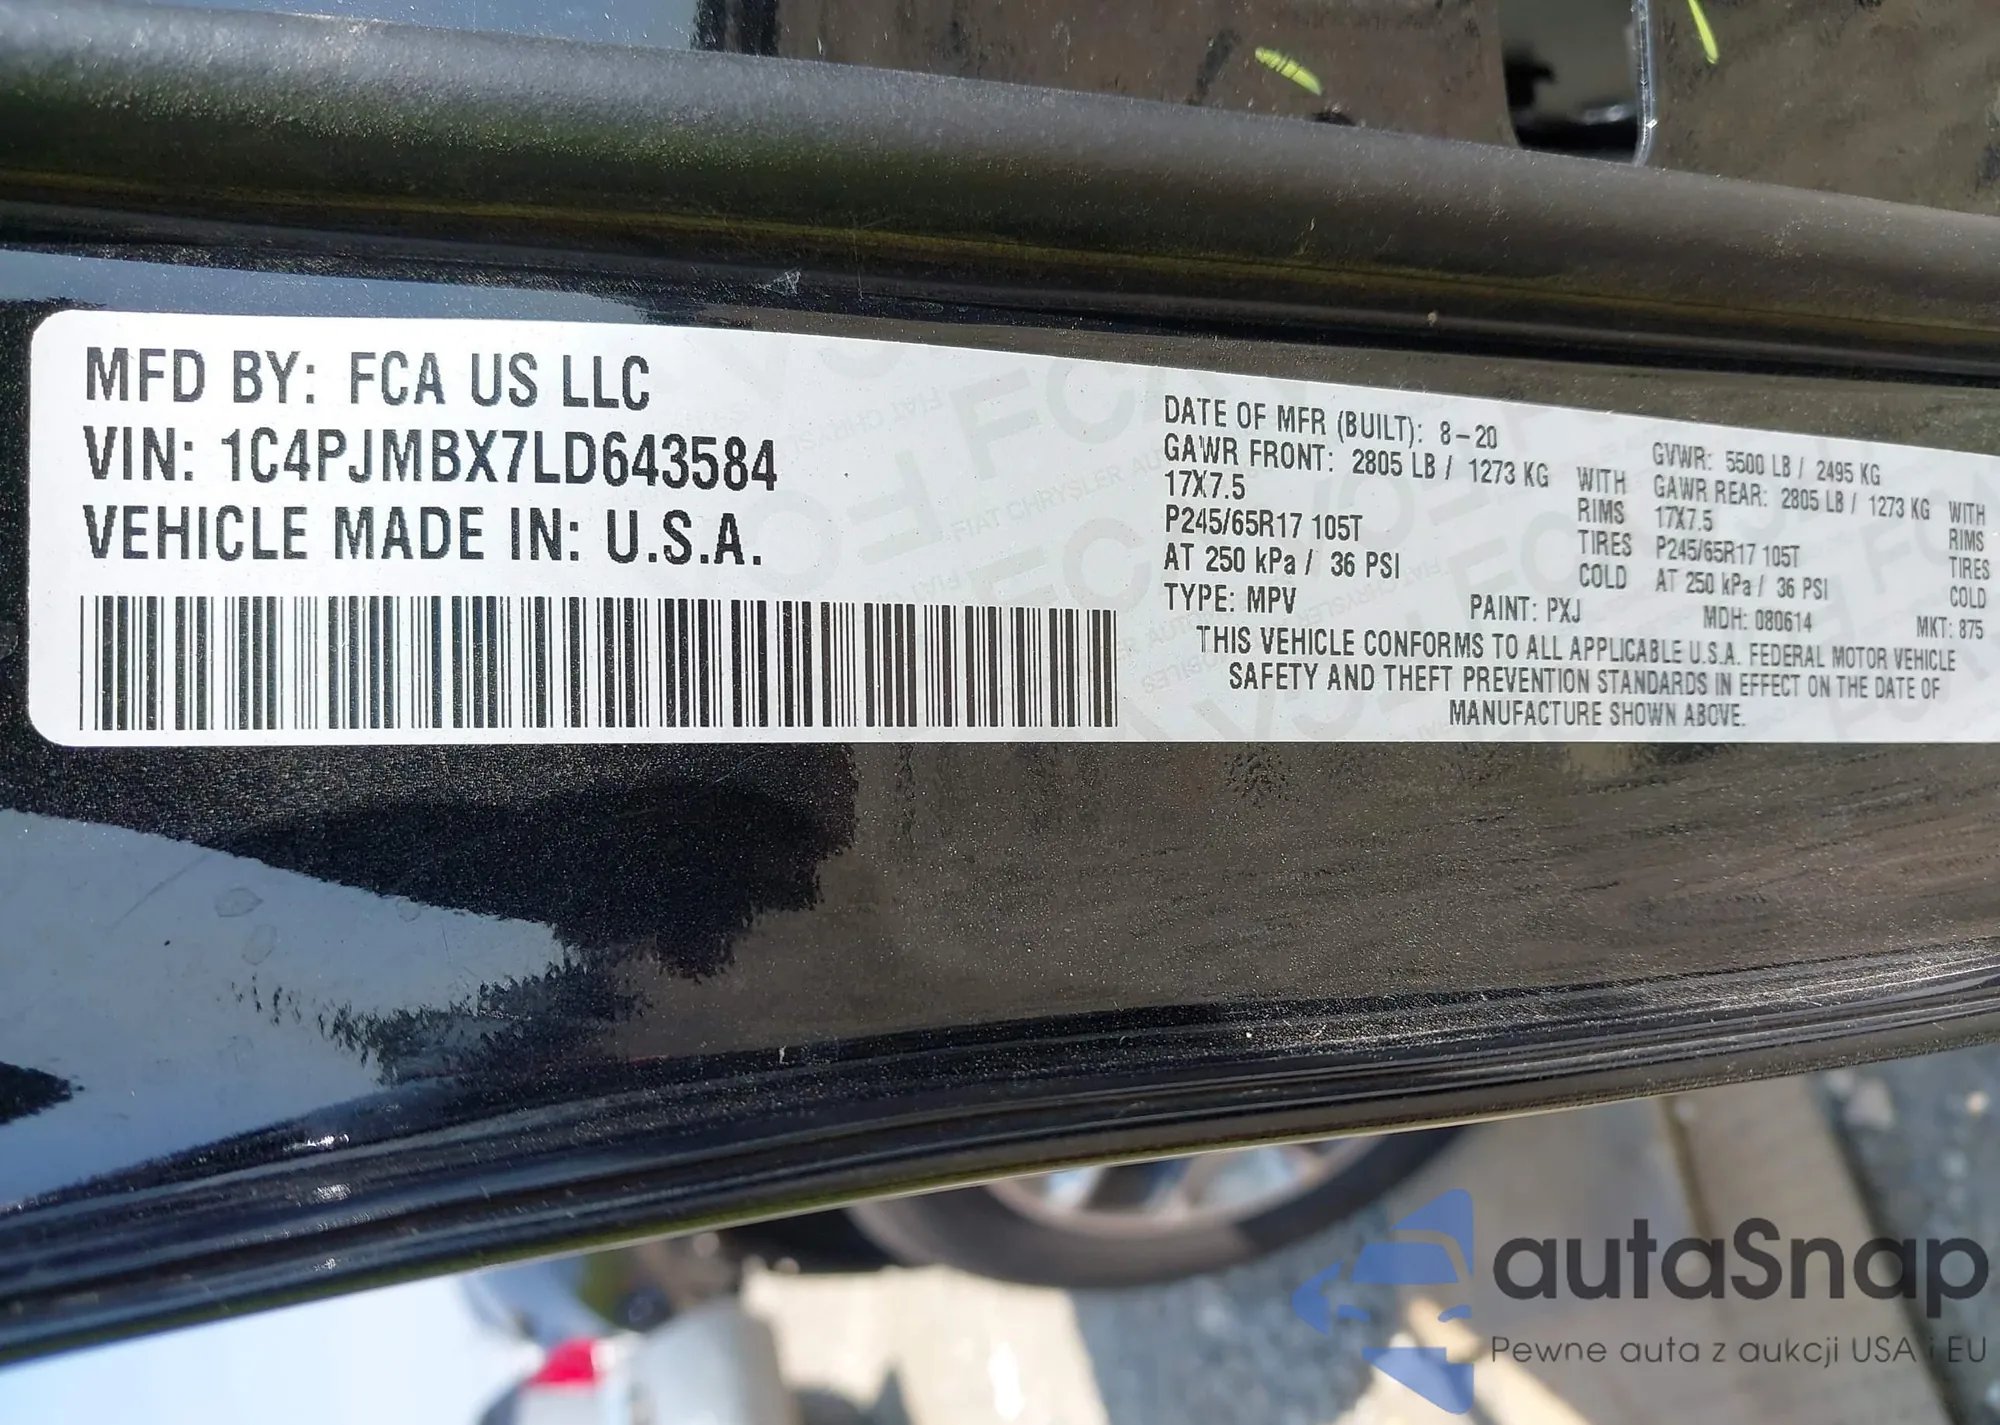 MFD BY: FCA US LLC
VIN: 1C4PJMBX7LD643584
VEHICLE MADE IN: U.S.A.
DATE OF MFR (BUILT): 8-20 GVWR: 5500 LB / 2495 KG
GAWR FRONT: 2805 LB / 1273 KG WITH GAWR REAR: 2805 LB / 1273 KG WITH
17X7.5 RIMS 17X7.5 RIMS
P245/65R17 105T TIRES P245/65R17 105T TIRES
AT 250 kPa / 36 PSI COLD AT 250 kPa / 36 PSI COLD
TYPE: MPV PAINT: PXJ MDH: 080614 MKT: 875
THIS VEHICLE CONFORMS TO ALL APPLICABLE U.S.A. FEDERAL MOTOR VEHICLE
SAFETY AND THEFT PREVENTION STANDARDS IN EFFECT ON THE DATE OF
MANUFACTURE SHOWN ABOVE.
autaSnap
Pewne auta z aukcji USA i EU